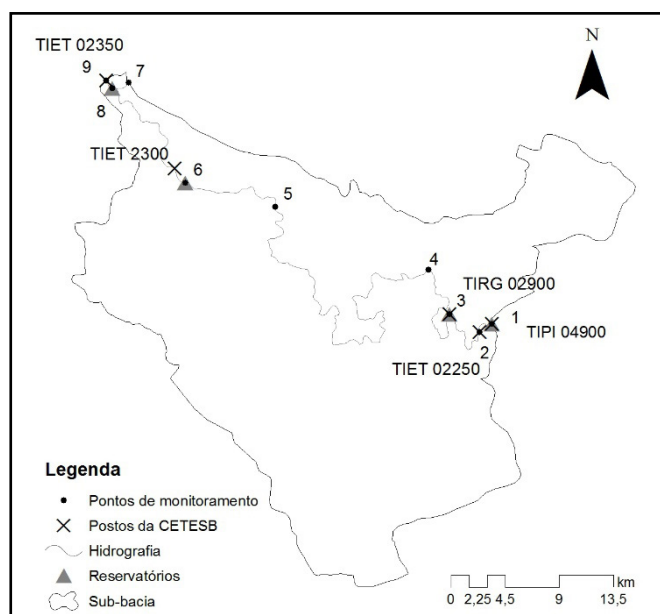 TIET 02350
N
9
7
8
TIET 2300
6
5
4
TIRG 02900
3
1
TIPI 04900
2
TIET 02250
Legenda
Pontos de monitoramento
Postos da CETESB
Hidrografia
Reservatórios
Sub-bacia
km
0 2,25 4,5 9 13,5